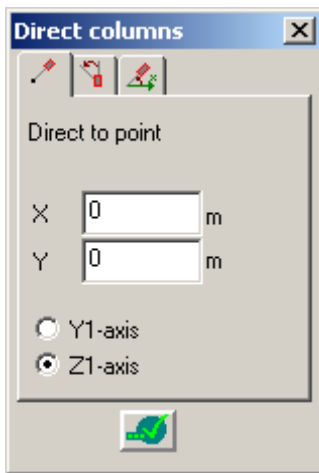 Direct columns
Direct to point
X 0 m
Y 0 m
Y1-axis
Z1-axis